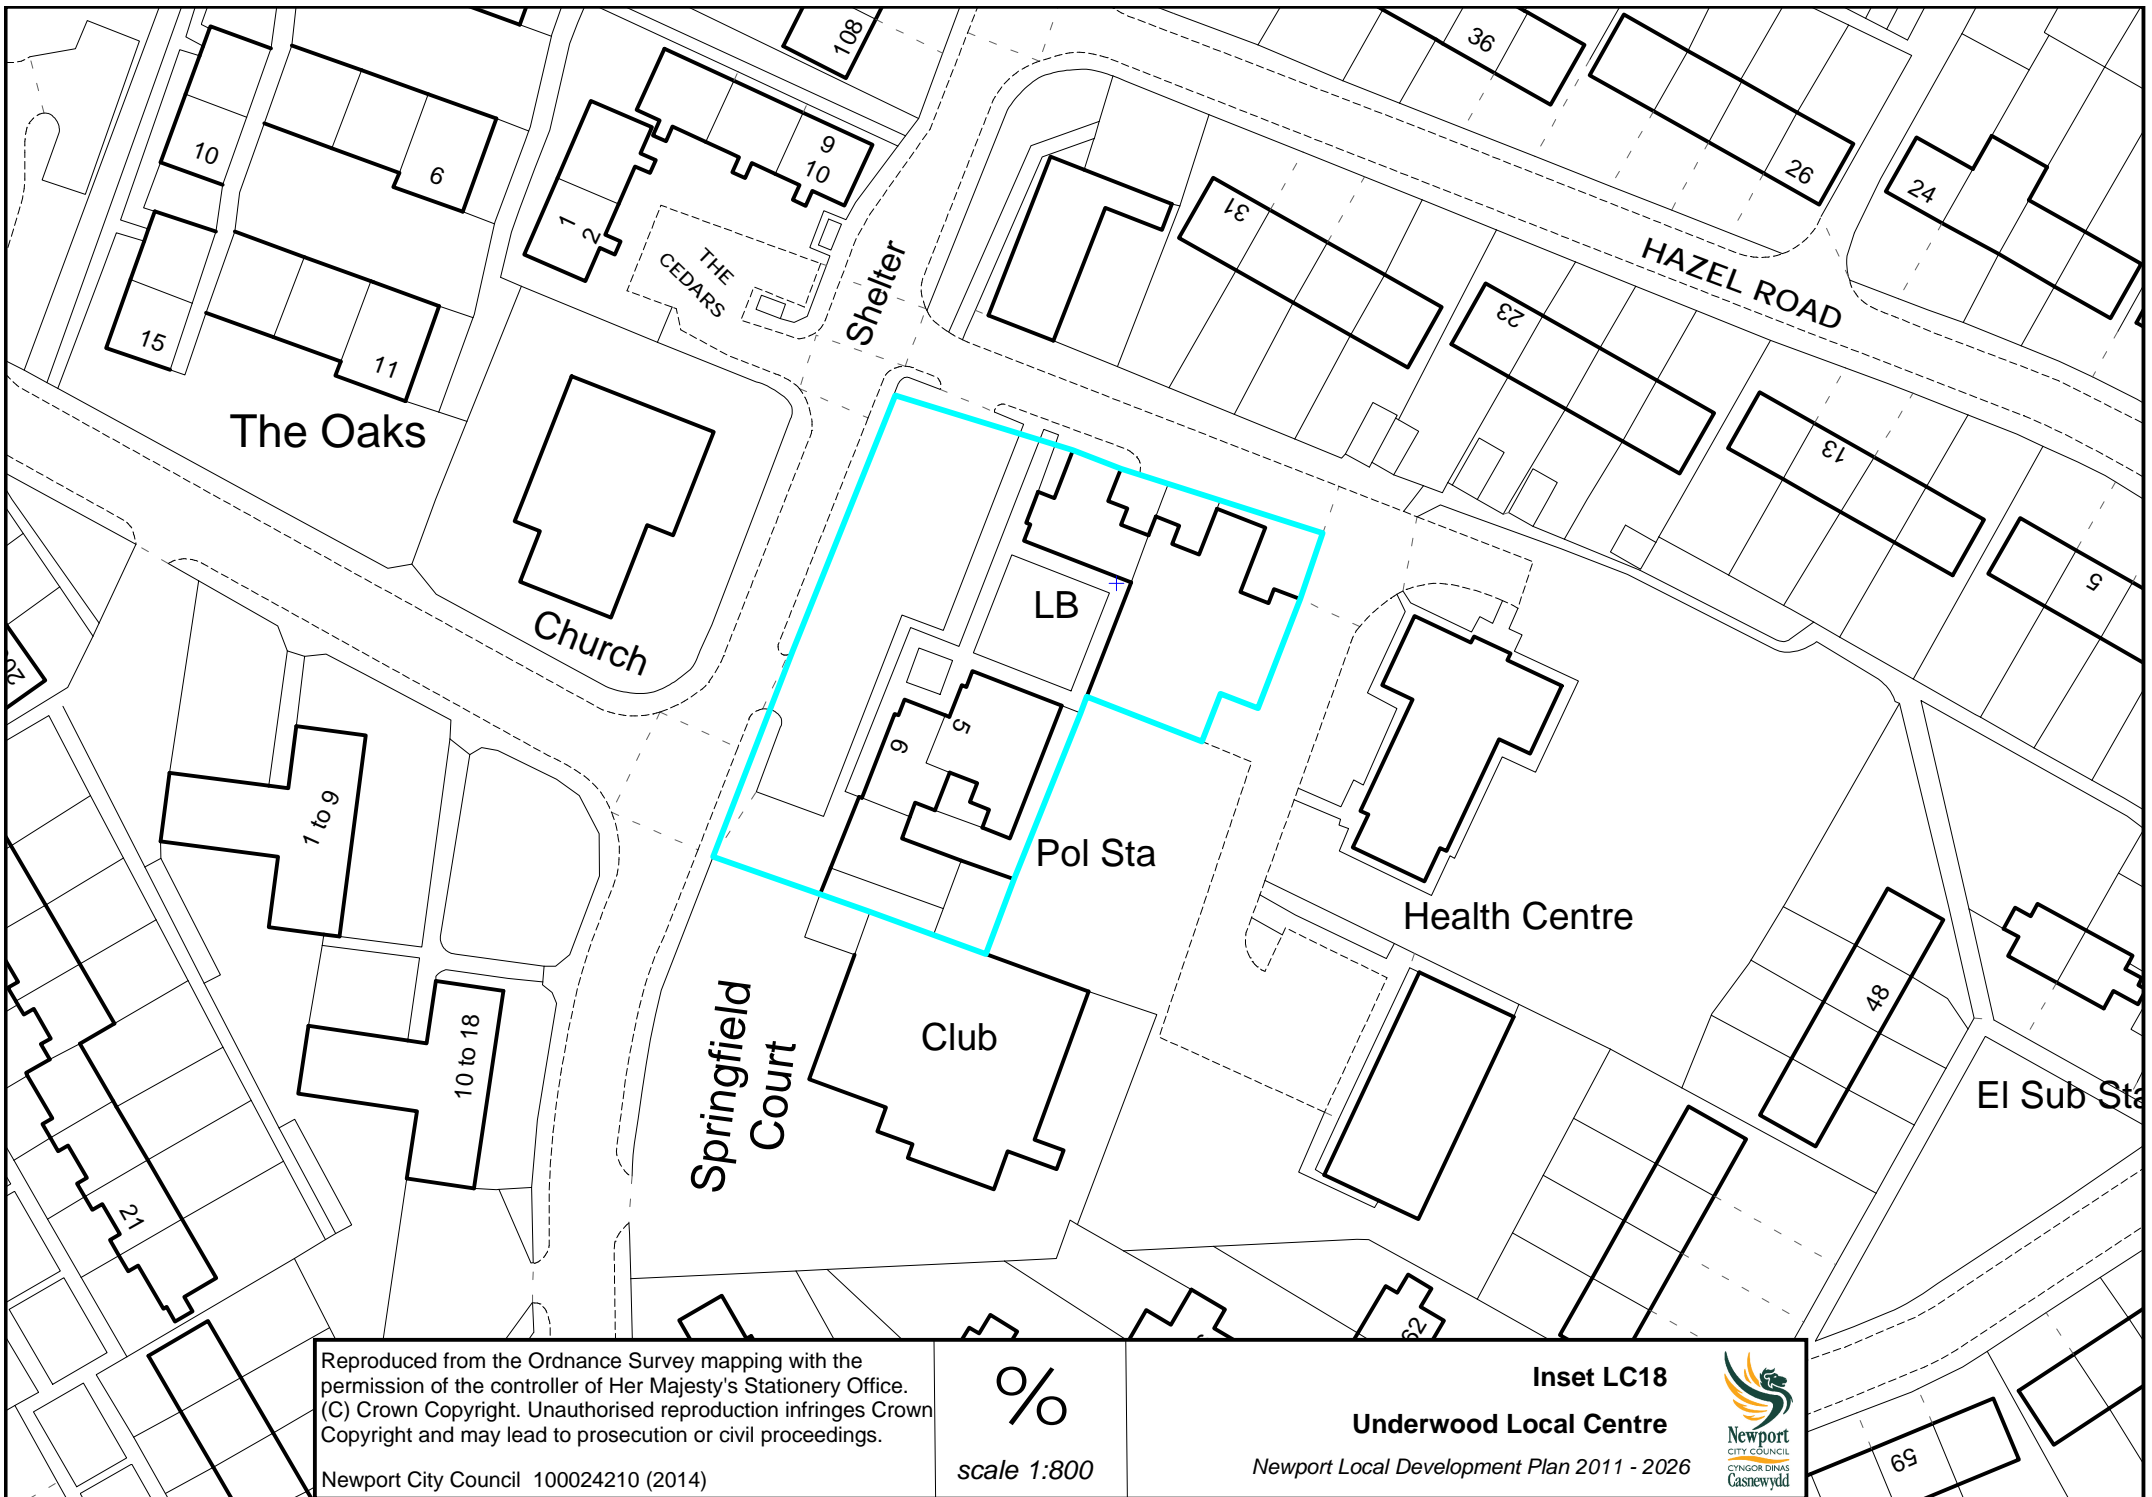 108
36
10
6
9
10
26
24
1
2
31
THE
CEDARS
Shelter
HAZEL ROAD
15
11
23
The Oaks
13
LB
5
Church
5
6
1 to 9
Pol Sta
Health Centre
48
Springfield
Court
Club
10 to 18
El Sub Sta
21
62
59
Reproduced from the Ordnance Survey mapping with the
permission of the controller of Her Majesty's Stationery Office.
(C) Crown Copyright. Unauthorised reproduction infringes Crown
Copyright and may lead to prosecution or civil proceedings.
Newport City Council 100024210 (2014)
%
scale 1:800
Inset LC18
Underwood Local Centre
Newport Local Development Plan 2011 - 2026
Newport
CITY COUNCIL
CYNGOR DINAS
Casnewydd